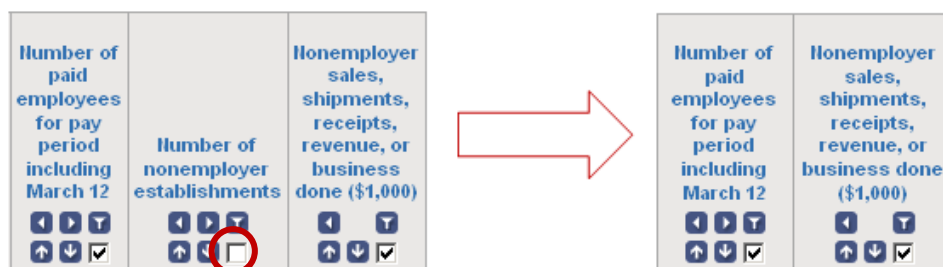 Number of
paid
employees
for pay
period
including
March 12
Number of
nonemployer
establishments
Nonemployer
sales,
shipments,
receipts,
revenue, or
business
done ($1,000)
Number of
paid
employees
for pay
period
including
March 12
Nonemployer
sales,
shipments,
receipts,
revenue, or
business done
($1,000)